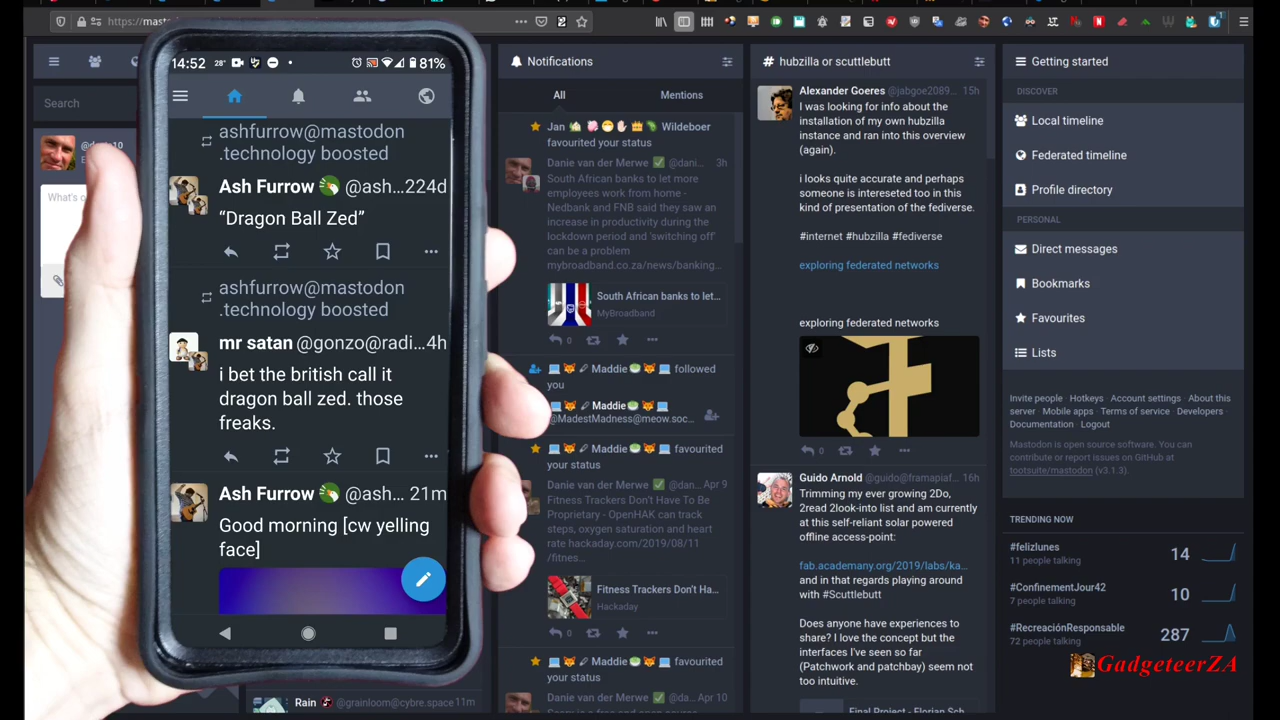 https://mast
14:52
28°
81%
Search
What's
ashfurrow@mastodon
.technology boosted
Ash Furrow @ash...224d
“Dragon Ball Zed”
ashfurrow@mastodon
.technology boosted
mr satan @gonzo@radi...4h
i bet the british call it
dragon ball zed. those
freaks.
Ash Furrow @ash... 21m
Good morning [cw yelling
face]
Rain @grainloom@cybre.space 11m
Notifications
All Mentions
Jan Wildeboer
favourited your status
Danie van der Merwe @dani... 3h
South African banks to let more
employees work from home -
Nedbank and FNB said they saw an
increase in productivity during the
lockdown period and 'switching off'
can be a problem
mybroadband.co.za/news/banking...
South African banks to let...
MyBroadband
0
Maddie followed
you
Maddie
@MadestMadness@meow.soc...
Maddie favourited
your status
Danie van der Merwe @da... Apr 9
Fitness Trackers Don't Have To Be
Proprietary - OpenHAK can track
steps, oxygen saturation and heart
rate hackaday.com/2019/08/11
/fitnes...
Fitness Trackers Don't Ha...
Hackaday
0
Maddie favourited
your status
Danie van der Merwe @da... Apr 10
# hubzilla or scuttlebutt
Alexander Goeres @jabgoe2089... 15h
I was looking for info about the
installation of my own hubzilla
instance and ran into this overview
(again).
i looks quite accurate and perhaps
someone is intereseted too in this
kind of presentation of the fediverse.
#internet #hubzilla #fediverse
exploring federated networks
exploring federated networks
0
Guido Arnold @guido@framapiaf... 16h
Trimming my ever growing 2Do,
2read 2look-into list and am currently
at this self-reliant solar powered
offline access-point:
fab.academany.org/2019/labs/ka...
and in that regards playing around
with #Scuttlebutt
Does anyone have experiences to
share? I love the concept but the
interfaces I've seen so far
(Patchwork and patchbay) seem not
too intuitive.
Final Project - Florian Sch
Getting started
DISCOVER
Local timeline
Federated timeline
Profile directory
PERSONAL
Direct messages
Bookmarks
Favourites
Lists
Invite people · Hotkeys · Account settings · About this
server · Mobile apps · Terms of service · Developers ·
Documentation · Logout
Mastodon is open source software. You can
contribute or report issues on GitHub at
tootsuite/mastodon (v3.1.3).
TRENDING NOW
#felizlunes
11 people talking
14
#ConfinementJour42
7 people talking
10
#RecreaciónResponsable
72 people talking
287
GadgeteerZA